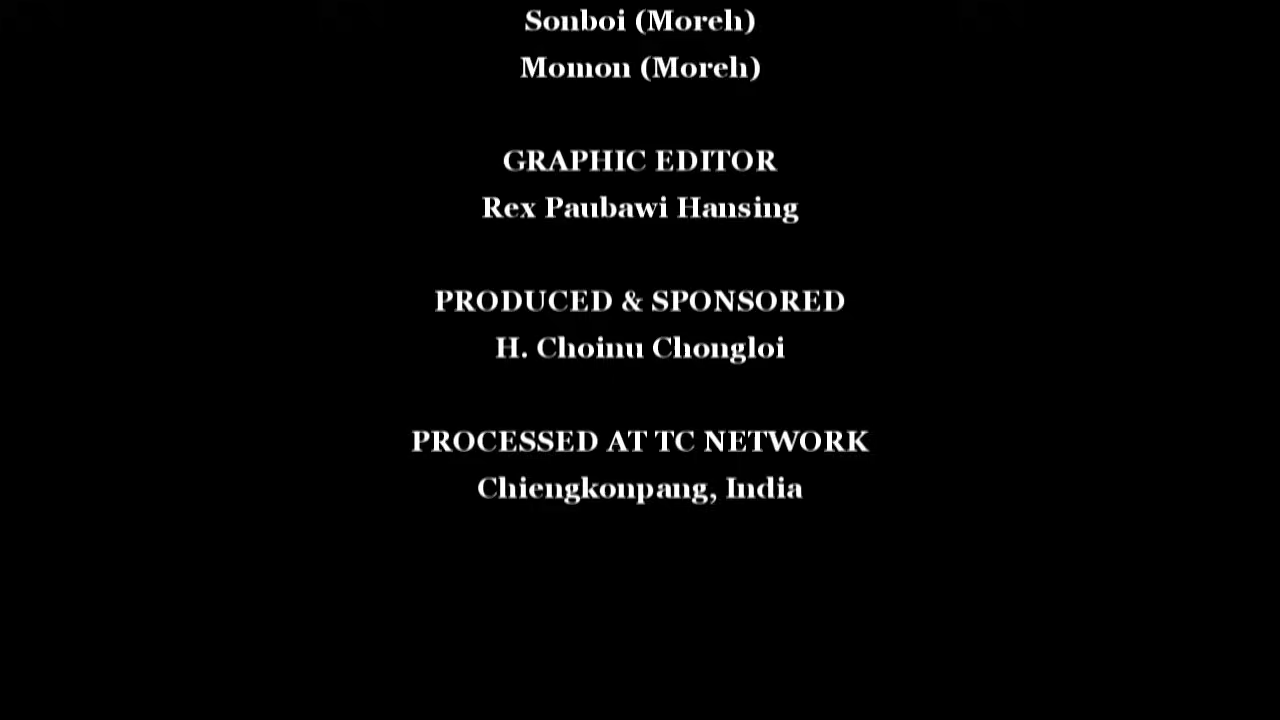 Sonboi (Moreh)
Momon (Moreh)
GRAPHIC EDITOR
Rex Paubawi Hansing
PRODUCED & SPONSORED
H. Choinu Chongloi
PROCESSED AT TC NETWORK
Chiengkonpang, India